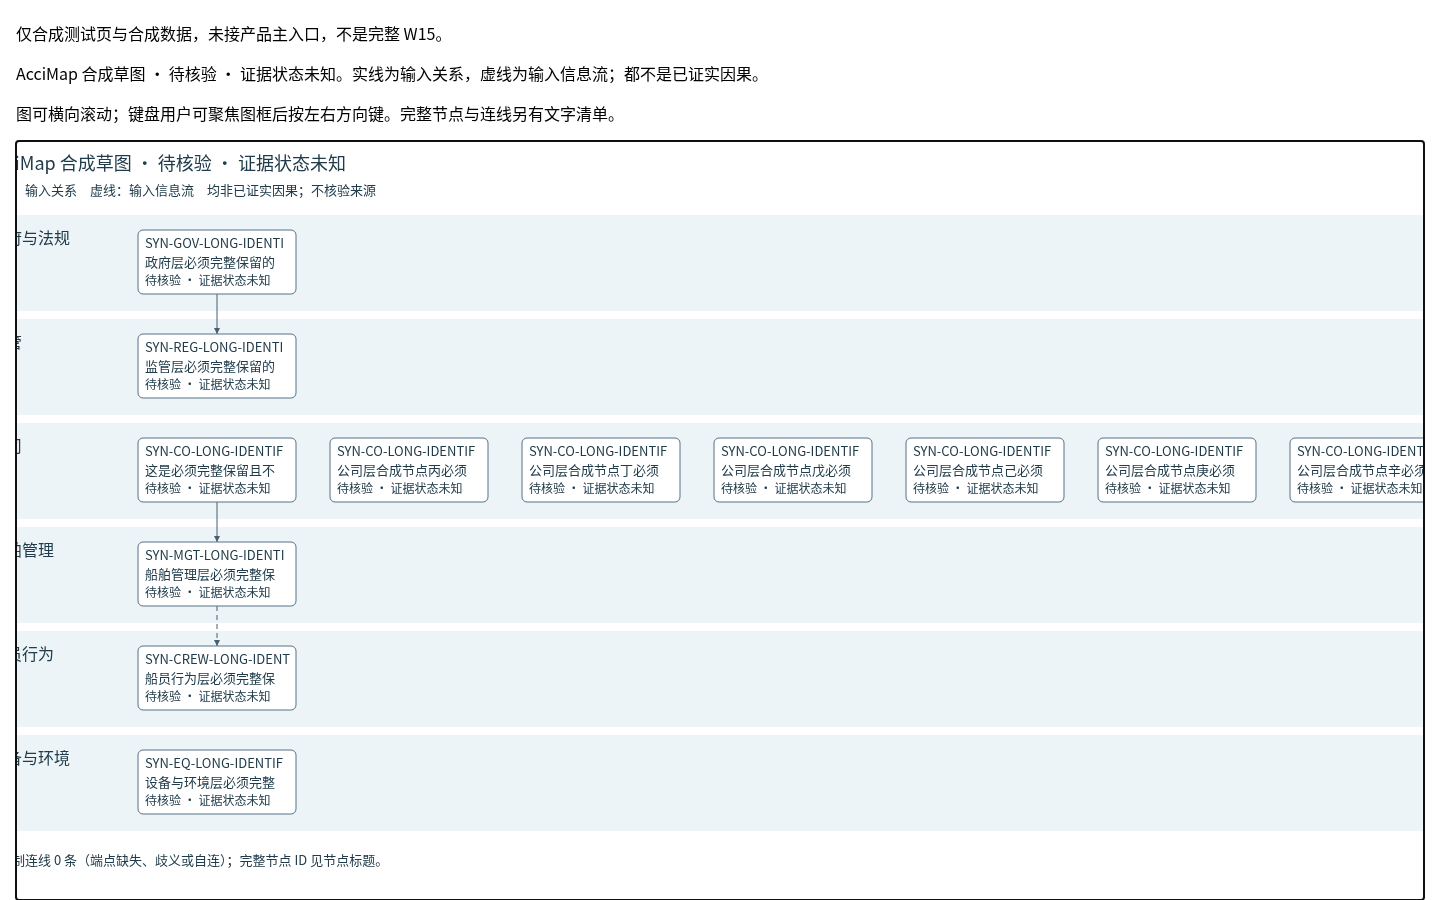 仅合成测试页与合成数据，未接产品主入口，不是完整 W15。
AcciMap 合成草图 · 待核验 · 证据状态未知。实线为输入关系，虚线为输入信息流；都不是已证实因果。
图可横向滚动；键盘用户可聚焦图框后按左右方向键。完整节点与连线另有文字清单。
iMap 合成草图 · 待核验 · 证据状态未知
输入关系 虚线：输入信息流 均非已证实因果；不核验来源
与法规
SYN-GOV-LONG-IDENTI
政府层必须完整保留的
待核验 · 证据状态未知
SYN-REG-LONG-IDENTI
监管层必须完整保留的
待核验 · 证据状态未知
SYN-CO-LONG-IDENTIF
这是必须完整保留且不
待核验 · 证据状态未知
SYN-CO-LONG-IDENTIF
公司层合成节点丙必须
待核验 · 证据状态未知
SYN-CO-LONG-IDENTIF
公司层合成节点丁必须
待核验 · 证据状态未知
SYN-CO-LONG-IDENTIF
公司层合成节点戊必须
待核验 · 证据状态未知
SYN-CO-LONG-IDENTIF
公司层合成节点己必须
待核验 · 证据状态未知
SYN-CO-LONG-IDENTIF
公司层合成节点庚必须
待核验 · 证据状态未知
SYN-CO-LONG-IDENT
公司层合成节点辛必须
待核验 · 证据状态未知
管理
SYN-MGT-LONG-IDENTI
船舶管理层必须完整保
待核验 · 证据状态未知
行为
SYN-CREW-LONG-IDENT
船员行为层必须完整保
待核验 · 证据状态未知
与环境
SYN-EQ-LONG-IDENTIF
设备与环境层必须完整
待核验 · 证据状态未知
连线 0 条（端点缺失、歧义或自连）；完整节点 ID 见节点标题。